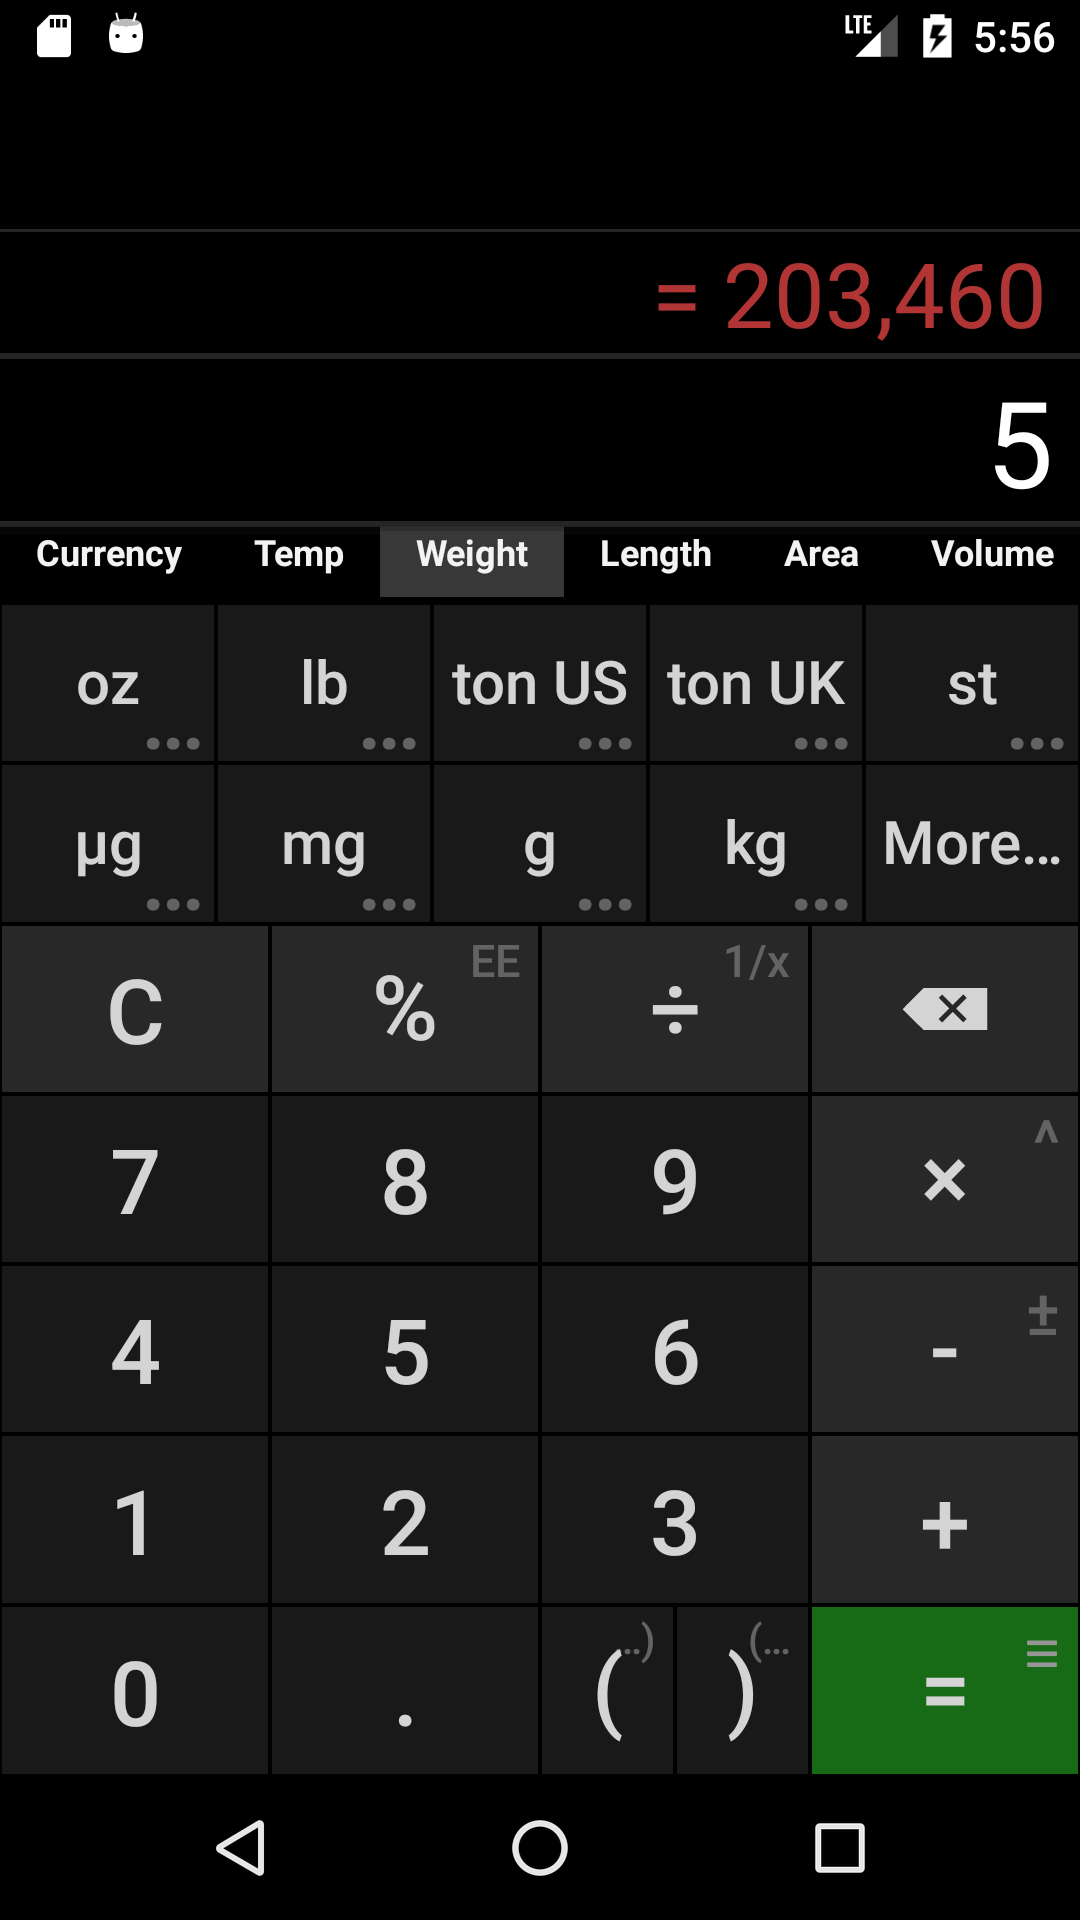 LTE 5:56
= 203,460
5
Currency Temp Weight Length Area Volume
oz lb ton US ton UK st
µg mg g kg More...
C % EE ÷ 1/x
7 8 9 × ^
4 5 6 - ±
1 2 3 +
0 . ( ..) ) (... =